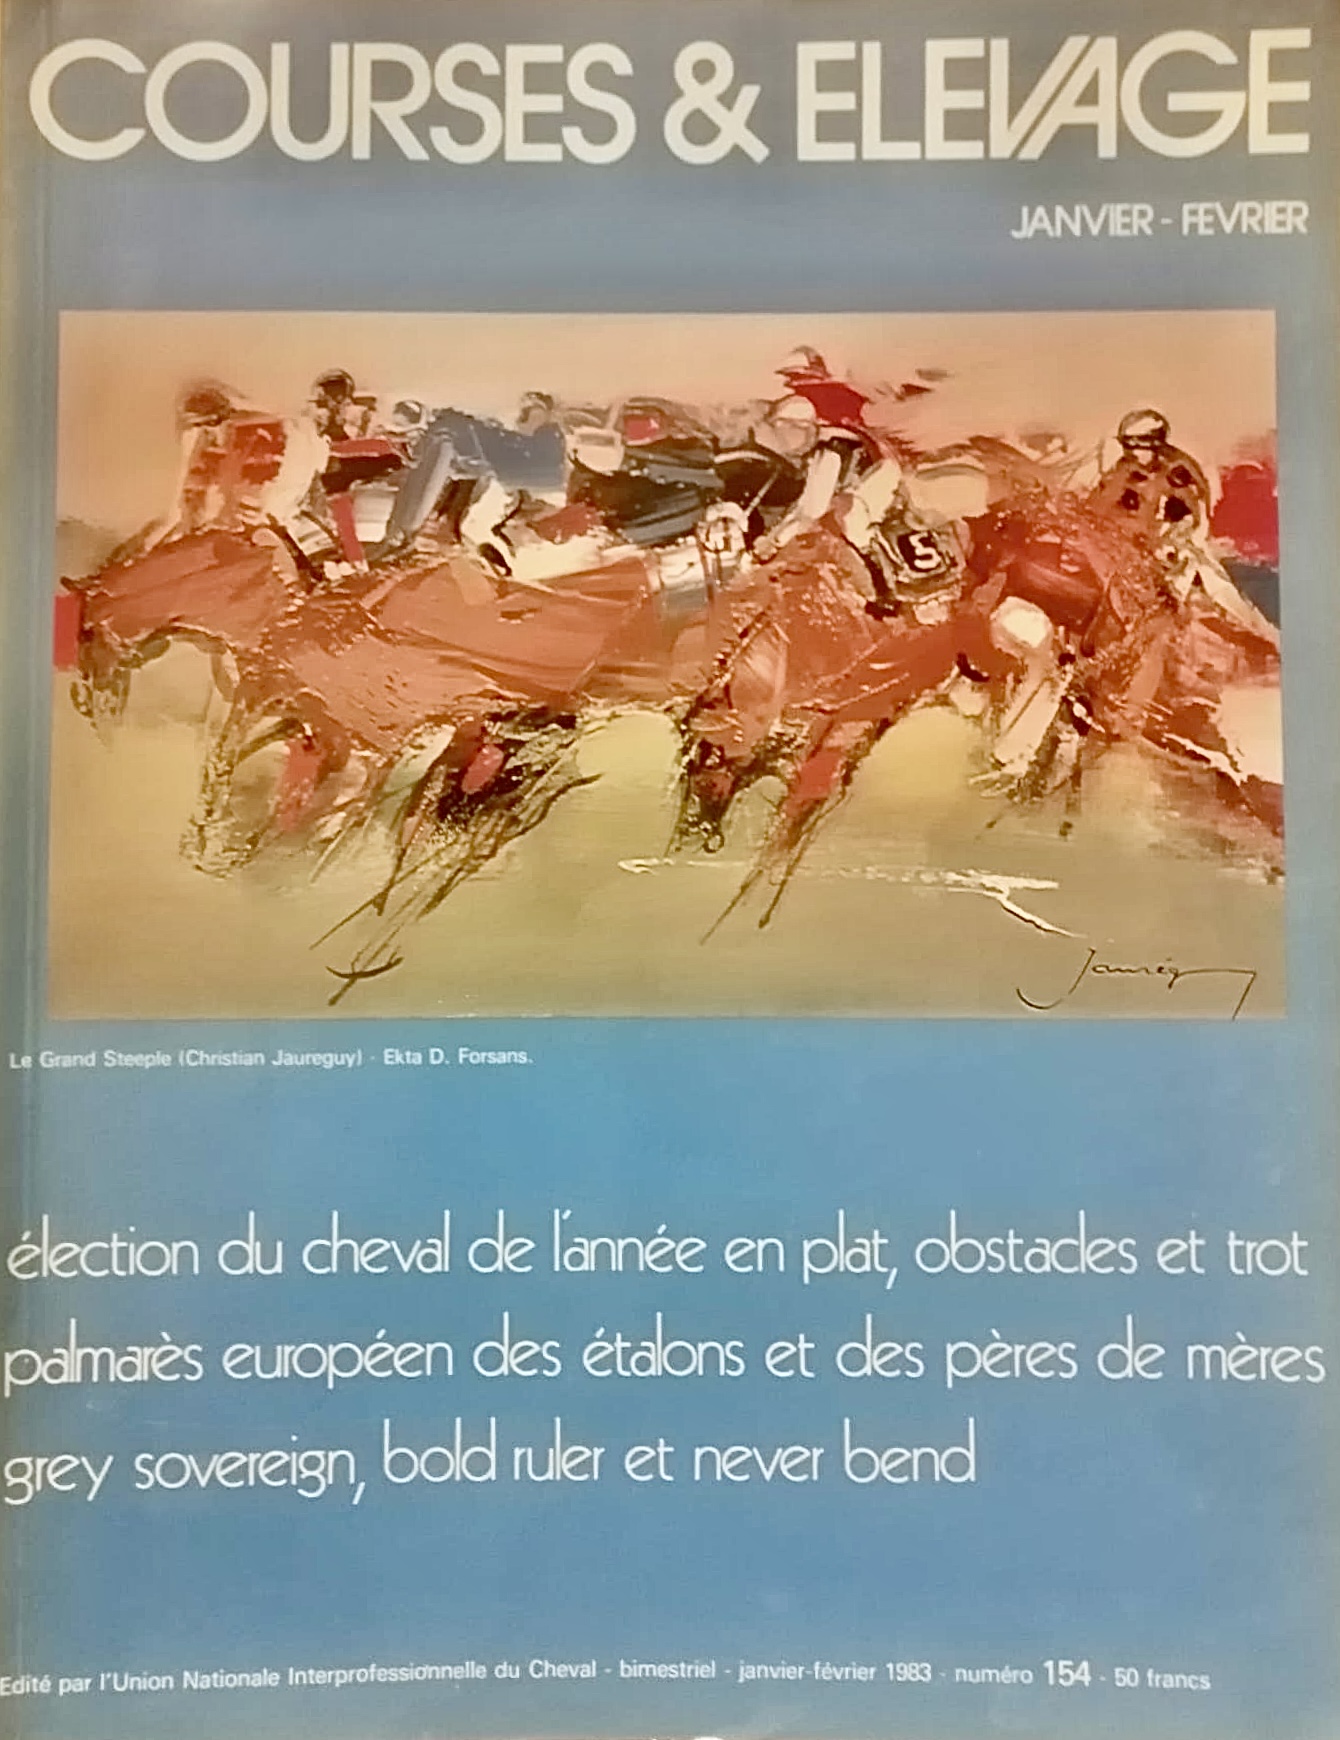 COURSES & ELEVAGE
JANVIER - FEVRIER
5
Jauréguy
Le Grand Steeple (Christian Jaureguy) - Ekta D. Forsans.
élection du cheval de l'année en plat, obstacles et trot
palmarès européen des étalons et des pères de mères
grey sovereign, bold ruler et never bend
Edité par l'Union Nationale Interprofessionnelle du Cheval - bimestriel - janvier-février 1983 - numéro 154 - 50 francs